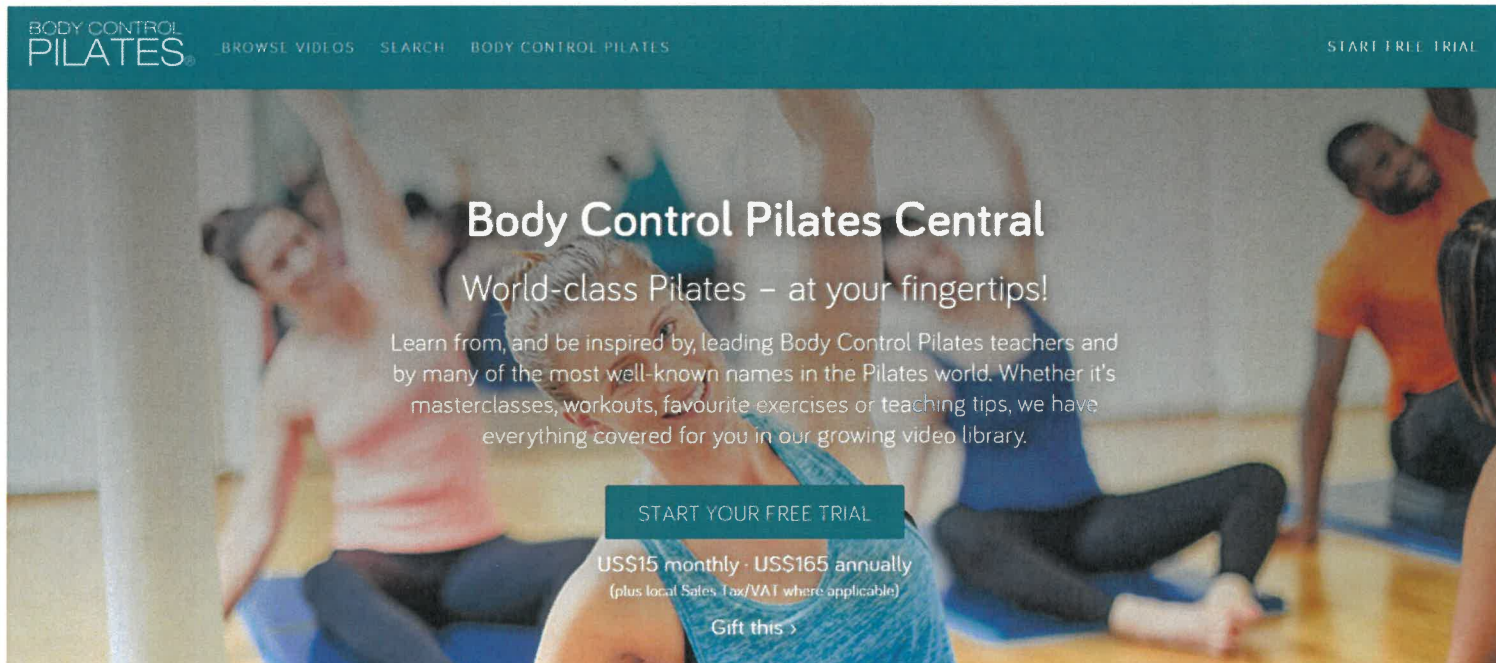 BODY CONTROL
PILATES®
BROWSE VIDEOS SEARCH BODY CONTROL PILATES
START FREE TRIAL
Body Control Pilates Central
World-class Pilates – at your fingertips!
Learn from, and be inspired by, leading Body Control Pilates teachers and
by many of the most well-known names in the Pilates world. Whether it's
masterclasses, workouts, favourite exercises or teaching tips, we have
everything covered for you in our growing video library.
START YOUR FREE TRIAL
US$15 monthly · US$165 annually
(plus local Sales Tax/VAT where applicable)
Gift this ›